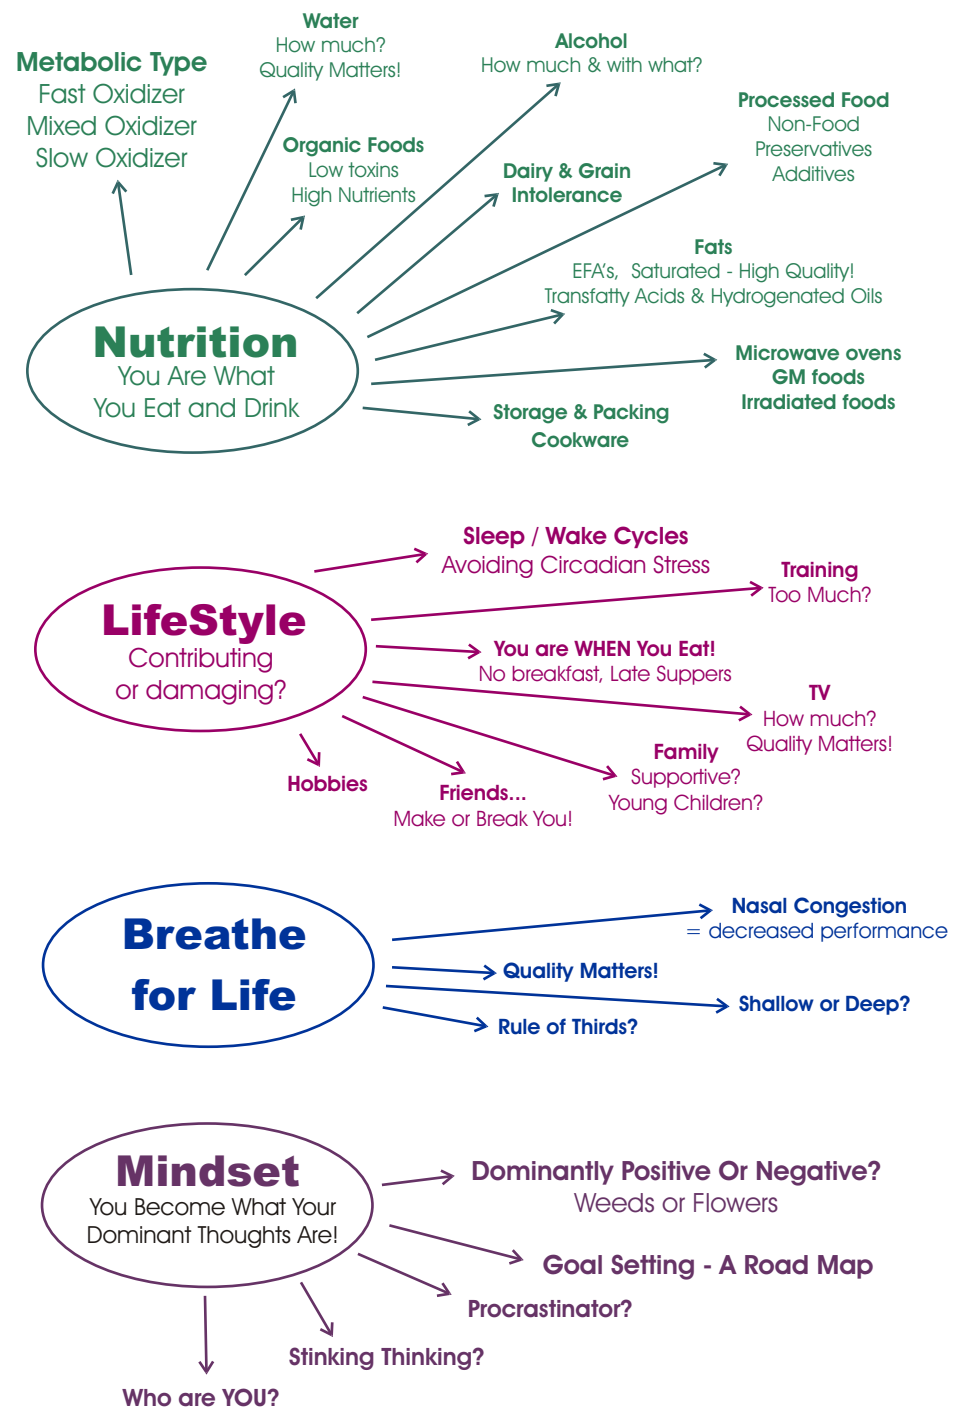 Water
How much?
Quality Matters!
Metabolic Type
Fast Oxidizer
Mixed Oxidizer
Slow Oxidizer
Alcohol
How much & with what?
Processed Food
Non-Food
Preservatives
Additives
Organic Foods
Low toxins
High Nutrients
Dairy & Grain
Intolerance
Fats
EFA's, Saturated - High Quality!
Transfatty Acids & Hydrogenated Oils
Nutrition
You Are What
You Eat and Drink
Microwave ovens
GM foods
Irradiated foods
Storage & Packing
Cookware
Sleep / Wake Cycles
Avoiding Circadian Stress
Training
Too Much?
LifeStyle
Contributing
or damaging?
You are WHEN You Eat!
No breakfast, Late Suppers
TV
How much?
Quality Matters!
Family
Supportive?
Young Children?
Hobbies
Friends...
Make or Break You!
Breathe
for Life
Nasal Congestion
= decreased performance
Quality Matters!
Shallow or Deep?
Rule of Thirds?
Mindset
You Become What Your
Dominant Thoughts Are!
Dominantly Positive Or Negative?
Weeds or Flowers
Goal Setting - A Road Map
Procrastinator?
Stinking Thinking?
Who are YOU?